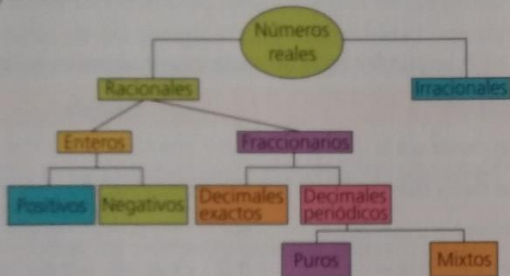 Números
reales
Racionales
Irracionales
Enteros
Fraccionarios
Positivos
Negativos
Decimales
exactos
Decimales
periódicos
Puros
Mixtos